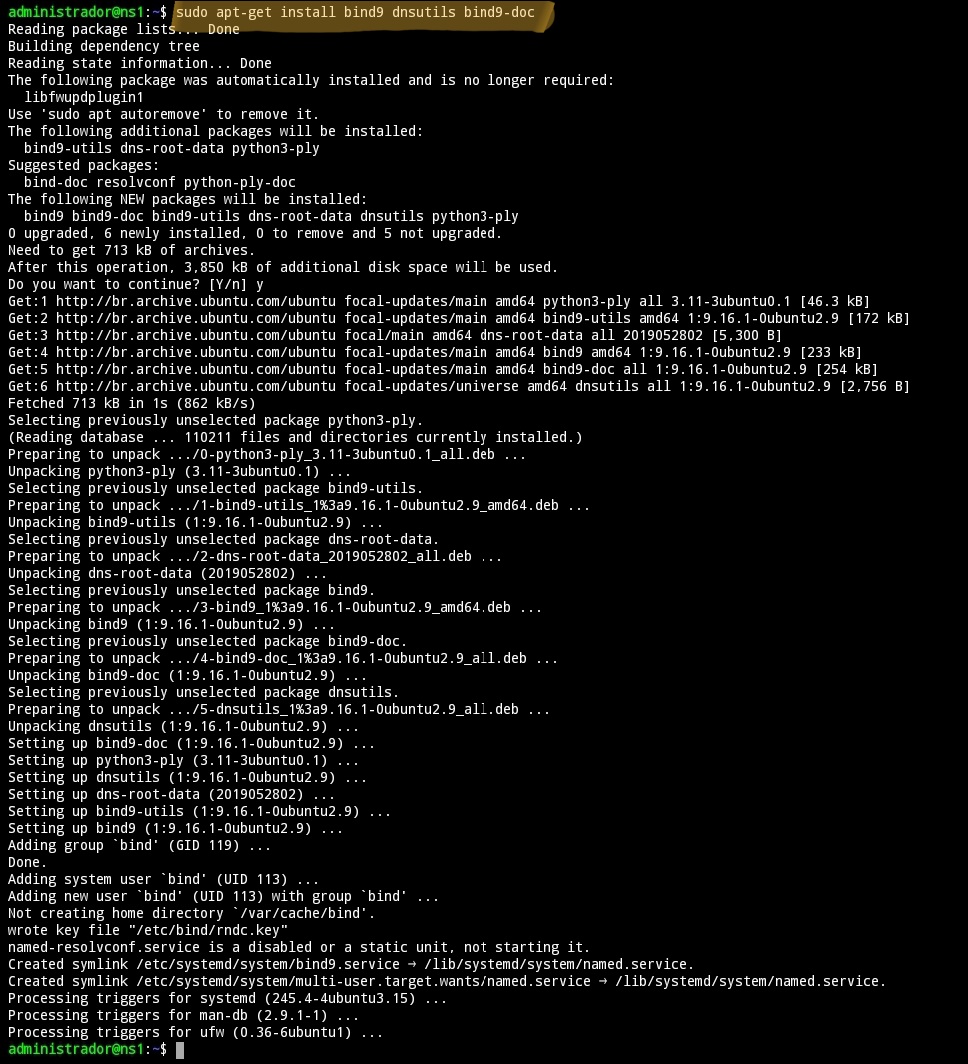 administrador@ns1:~$ sudo apt-get install bind9 dnsutils bind9-doc
Reading package lists... Done
Building dependency tree
Reading state information... Done
The following package was automatically installed and is no longer required:
  libfwupdplugin1
Use 'sudo apt autoremove' to remove it.
The following additional packages will be installed:
  bind9-utils dns-root-data python3-ply
Suggested packages:
  bind-doc resolvconf python-ply-doc
The following NEW packages will be installed:
  bind9 bind9-doc bind9-utils dns-root-data dnsutils python3-ply
0 upgraded, 6 newly installed, 0 to remove and 5 not upgraded.
Need to get 713 kB of archives.
After this operation, 3,850 kB of additional disk space will be used.
Do you want to continue? [Y/n] y
Get:1 http://br.archive.ubuntu.com/ubuntu focal-updates/main amd64 python3-ply all 3.11-3ubuntu0.1 [46.3 kB]
Get:2 http://br.archive.ubuntu.com/ubuntu focal-updates/main amd64 bind9-utils amd64 1:9.16.1-0ubuntu2.9 [172 kB]
Get:3 http://br.archive.ubuntu.com/ubuntu focal/main amd64 dns-root-data all 2019052802 [5,300 B]
Get:4 http://br.archive.ubuntu.com/ubuntu focal-updates/main amd64 bind9 amd64 1:9.16.1-0ubuntu2.9 [233 kB]
Get:5 http://br.archive.ubuntu.com/ubuntu focal-updates/main amd64 bind9-doc all 1:9.16.1-0ubuntu2.9 [254 kB]
Get:6 http://br.archive.ubuntu.com/ubuntu focal-updates/universe amd64 dnsutils all 1:9.16.1-0ubuntu2.9 [2,756 B]
Fetched 713 kB in 1s (862 kB/s)
Selecting previously unselected package python3-ply.
(Reading database ... 110211 files and directories currently installed.)
Preparing to unpack .../0-python3-ply_3.11-3ubuntu0.1_all.deb ...
Unpacking python3-ply (3.11-3ubuntu0.1) ...
Selecting previously unselected package bind9-utils.
Preparing to unpack .../1-bind9-utils_1%3a9.16.1-0ubuntu2.9_amd64.deb ...
Unpacking bind9-utils (1:9.16.1-0ubuntu2.9) ...
Selecting previously unselected package dns-root-data.
Preparing to unpack .../2-dns-root-data_2019052802_all.deb ...
Unpacking dns-root-data (2019052802) ...
Selecting previously unselected package bind9.
Preparing to unpack .../3-bind9_1%3a9.16.1-0ubuntu2.9_amd64.deb ...
Unpacking bind9 (1:9.16.1-0ubuntu2.9) ...
Selecting previously unselected package bind9-doc.
Preparing to unpack .../4-bind9-doc_1%3a9.16.1-0ubuntu2.9_all.deb ...
Unpacking bind9-doc (1:9.16.1-0ubuntu2.9) ...
Selecting previously unselected package dnsutils.
Preparing to unpack .../5-dnsutils_1%3a9.16.1-0ubuntu2.9_all.deb ...
Unpacking dnsutils (1:9.16.1-0ubuntu2.9) ...
Setting up bind9-doc (1:9.16.1-0ubuntu2.9) ...
Setting up python3-ply (3.11-3ubuntu0.1) ...
Setting up dnsutils (1:9.16.1-0ubuntu2.9) ...
Setting up dns-root-data (2019052802) ...
Setting up bind9-utils (1:9.16.1-0ubuntu2.9) ...
Setting up bind9 (1:9.16.1-0ubuntu2.9) ...
Adding group `bind' (GID 119) ...
Done.
Adding system user `bind' (UID 113) ...
Adding new user `bind' (UID 113) with group `bind' ...
Not creating home directory `/var/cache/bind'.
wrote key file "/etc/bind/rndc.key"
named-resolvconf.service is a disabled or a static unit, not starting it.
Created symlink /etc/systemd/system/bind9.service → /lib/systemd/system/named.service.
Created symlink /etc/systemd/system/multi-user.target.wants/named.service → /lib/systemd/system/named.service.
Processing triggers for systemd (245.4-4ubuntu3.15) ...
Processing triggers for man-db (2.9.1-1) ...
Processing triggers for ufw (0.36-6ubuntu1) ...
administrador@ns1:~$